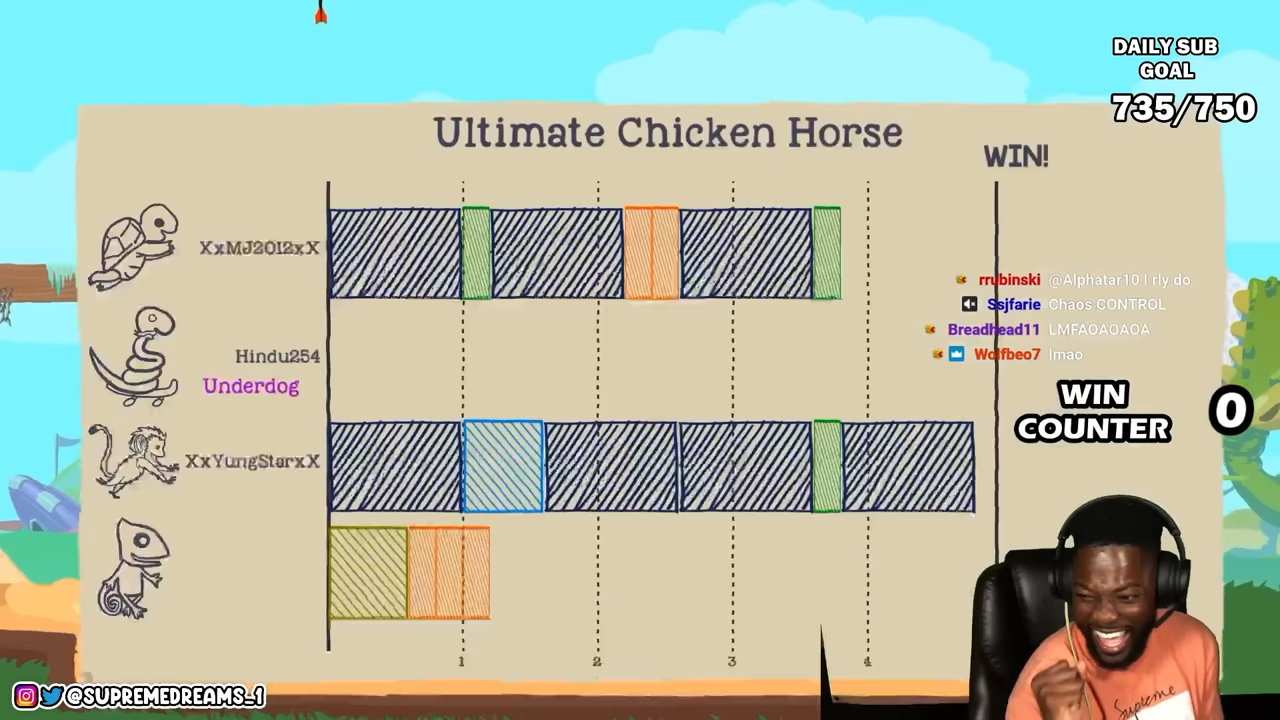 DAILY SUB
GOAL
735/750
Ultimate Chicken Horse
WIN!
XxMJ2012xX
rrubinski @Alphatar10 I rly do
Ssjfarie Chaos CONTROL
Breadhead11 LMFAOAOAOA
Wolfbeo7 lmao
Hindu254
Underdog
WIN
COUNTER
0
XxYungStarxX
1 2 3 4
Supreme
@SUPREMEDREAMS_1